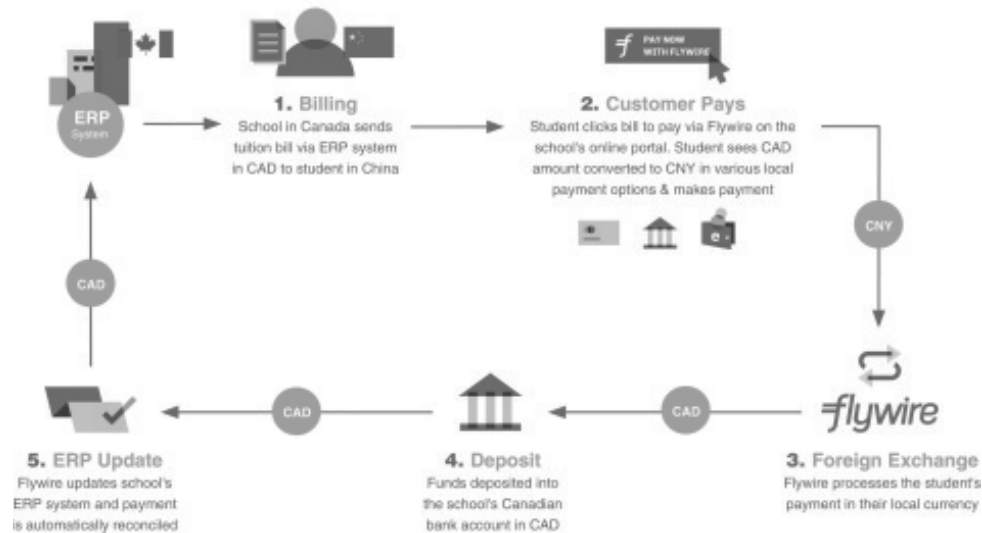 ERP
System
1. Billing
School in Canada sends
tuition bill via ERP system
in CAD to student in China
PAY NOW
WITH FLYWIRE
2. Customer Pays
Student clicks bill to pay via Flywire on the
school's online portal. Student sees CAD
amount converted to CNY in various local
payment options & makes payment
e
CNY
flywire
3. Foreign Exchange
Flywire processes the student's
payment in their local currency
CAD
4. Deposit
Funds deposited into
the school's Canadian
bank account in CAD
CAD
5. ERP Update
Flywire updates school's
ERP system and payment
is automatically reconciled
CAD